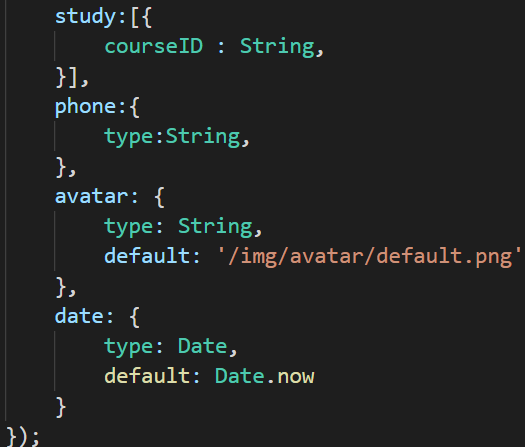 study:[{
courseID : String,
}],
phone:{
type:String,
},
avatar: {
type: String,
default: '/img/avatar/default.png'
},
date: {
type: Date,
default: Date.now
}
});